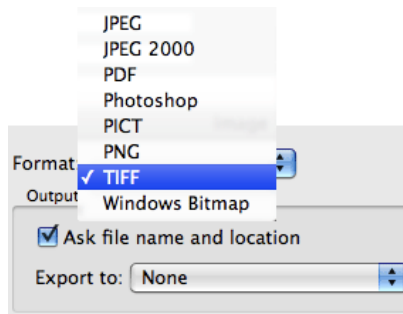 JPEG
JPEG 2000
PDF
Photoshop
PICT
PNG
Format
✓ TIFF
Output
Windows Bitmap
Ask file name and location
Export to: None